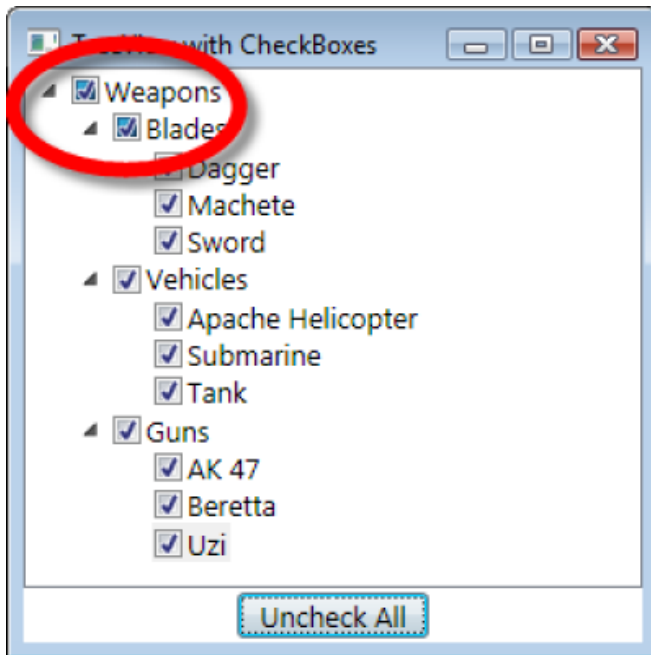 TreeView with CheckBoxes
Weapons
Blades
Dagger
Machete
Sword
Vehicles
Apache Helicopter
Submarine
Tank
Guns
AK 47
Beretta
Uzi
Uncheck All